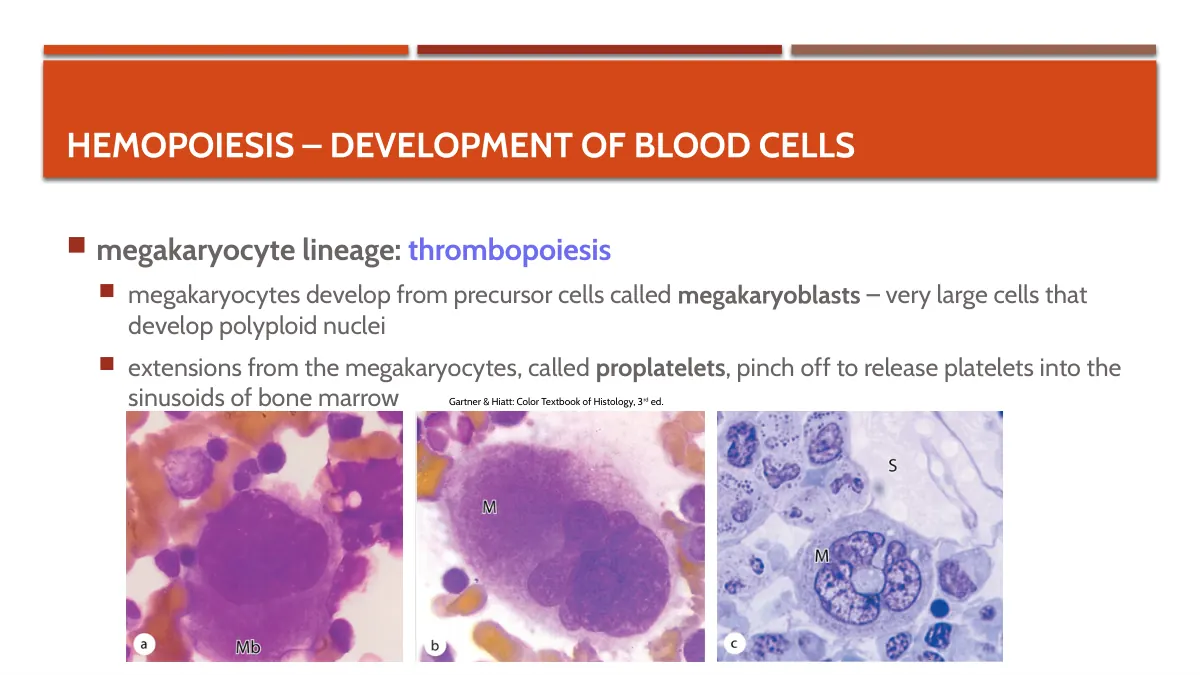 HEMOPOIESIS – DEVELOPMENT OF BLOOD CELLS
megakaryocyte lineage: thrombopoiesis
megakaryocytes develop from precursor cells called megakaryoblasts – very large cells that
develop polyploid nuclei
extensions from the megakaryocytes, called proplatelets, pinch off to release platelets into the
sinusoids of bone marrow
Gartner & Hiatt: Color Textbook of Histology, 3rd ed.
Mb
a
M
b
S
M
c